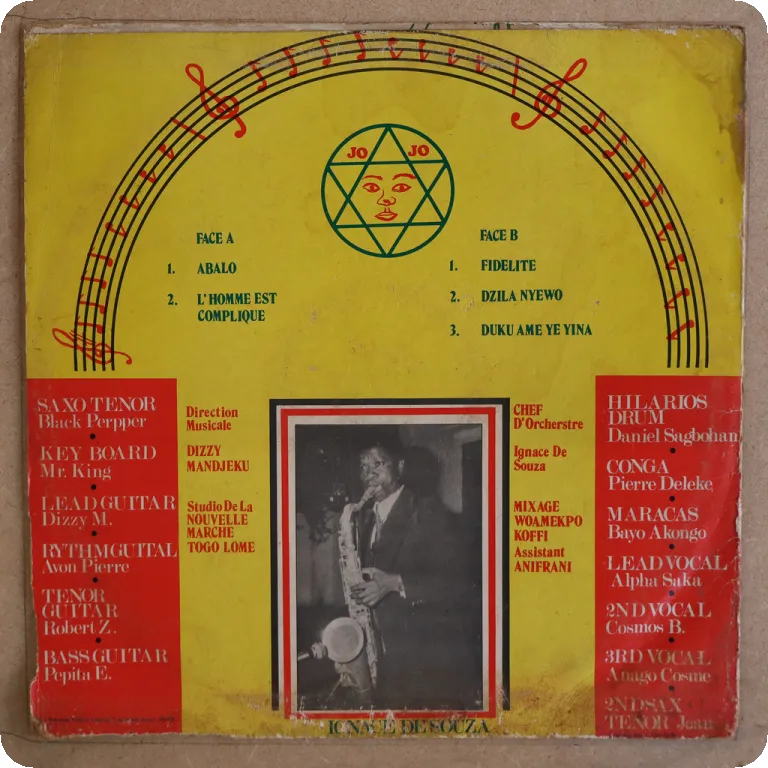 JO JO
FACE A
1. ABALO
2. L'HOMME EST
COMPLIQUE
FACE B
1. FIDELITE
2. DZILA NYEWO
3. DUKU AME YE YINA
SAXO TENOR
Black Perpper
KEY BOARD
Mr. King
LEAD GUITAR
Dizzy M.
RYTHM GUITAL
Avon Pierre
TENOR
GUITAR
Robert Z.
BASS GUITAR
Pepita E.
Direction
Musicale
DIZZY
MANDJEKU
Studio De La
NOUVELLE
MARCHE
TOGO LOME
CHEF
D'Orcherstre
Ignace De
Souza
MIXAGE
WOAMEKPO
KOFFI
Assistant
ANIFRANI
HILARIOS
DRUM
Daniel Sagbohan
CONGA
Pierre Deleke
MARACAS
Bayo Akongo
LEAD VOCAL
Alpha Saka
2ND VOCAL
Cosmos B.
3RD VOCAL
Anago Cosme
2ND SAX
TENOR Jean
IGNACE DE SOUZA